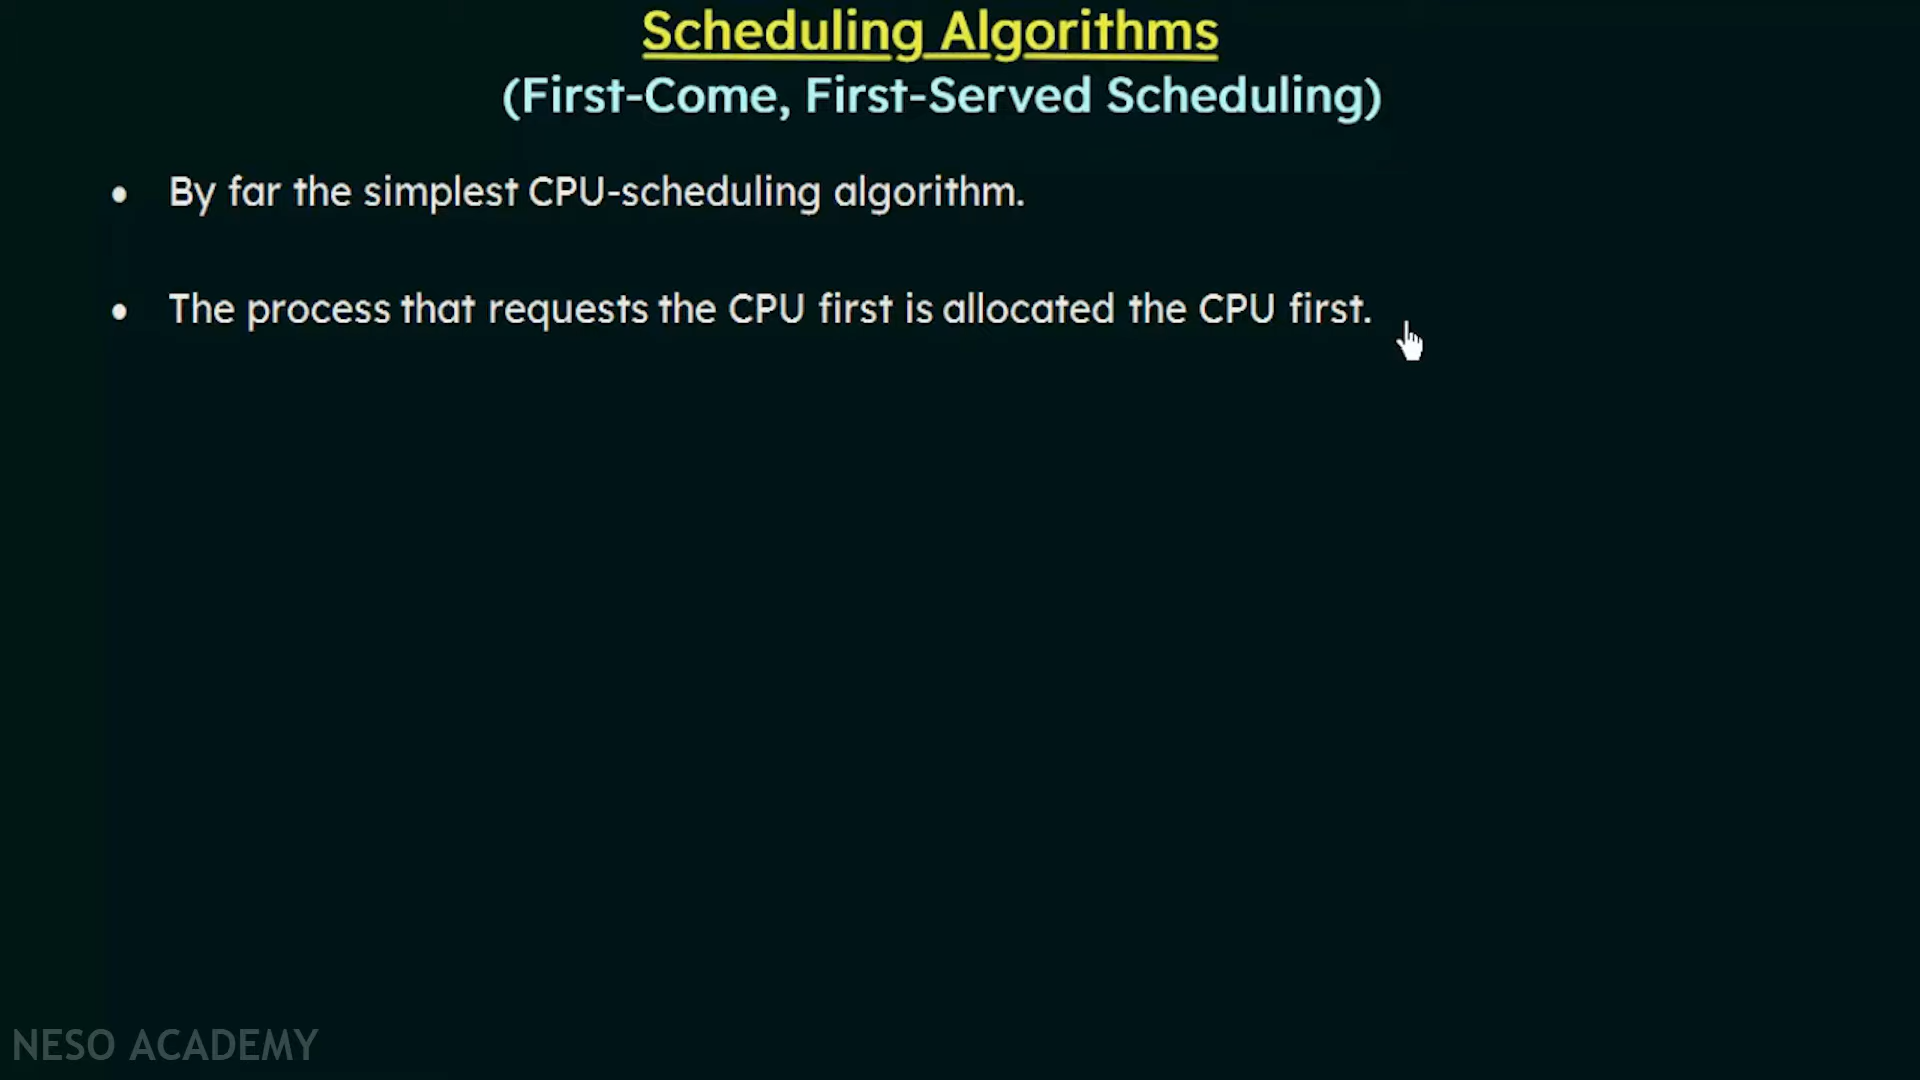 Scheduling Algorithms
(First-Come, First-Served Scheduling)
• By far the simplest CPU-scheduling algorithm.
• The process that requests the CPU first is allocated the CPU first.
NESO ACADEMY